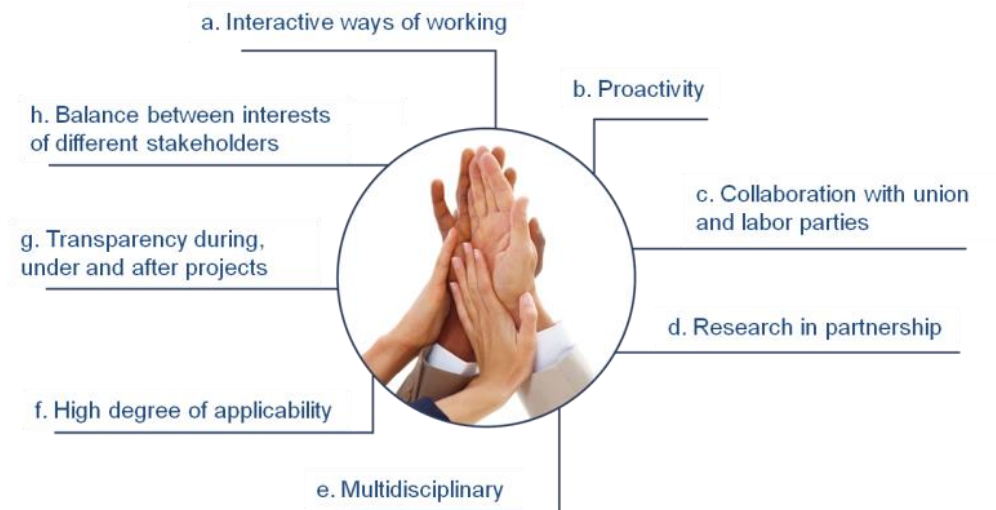 a. Interactive ways of working
b. Proactivity
c. Collaboration with union
and labor parties
d. Research in partnership
e. Multidisciplinary
f. High degree of applicability
g. Transparency during,
under and after projects
h. Balance between interests
of different stakeholders